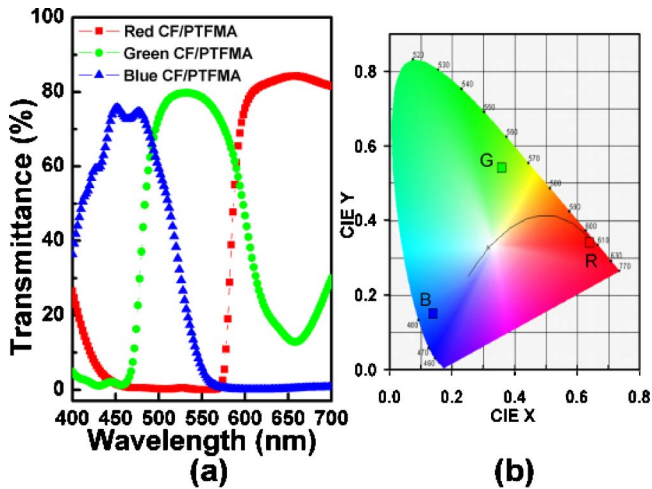 Red CF/PTFMA
Green CF/PTFMA
Blue CF/PTFMA
Transmittance (%)
100
80
60
40
20
0
400 450 500 550 600 650 700
Wavelength (nm)
(a)
CIE Y
0.8
0.6
0.4
0.2
0.0
0.0 0.2 0.4 0.6 0.8
CIE X
520
530
540
560
570
580
590
600
610
630
770
470
460
G
R
B
(b)